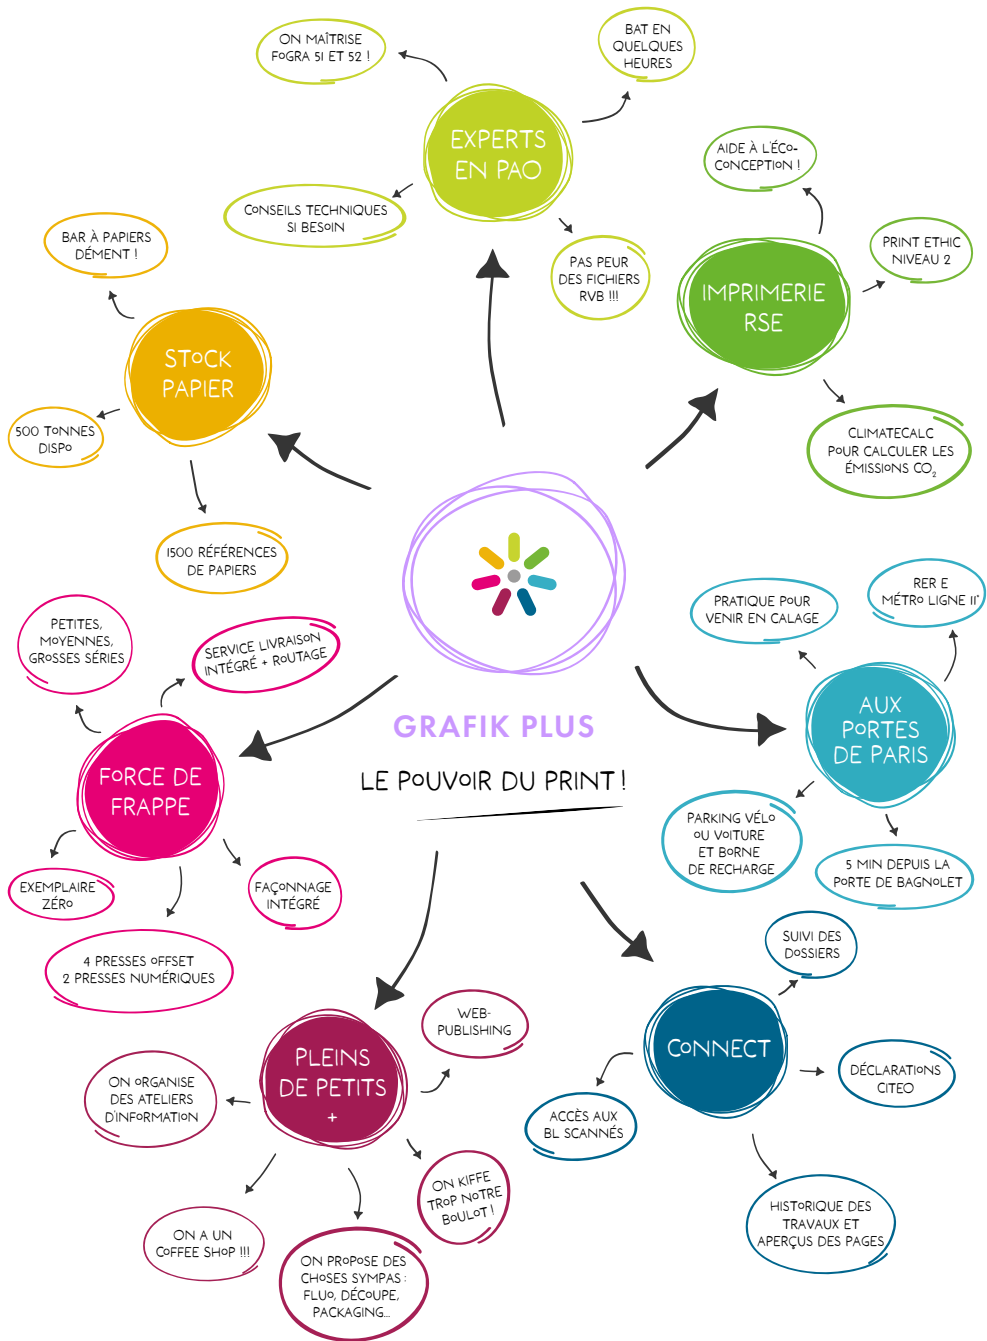 ON MAÎTRISE
FOGRA 51 ET 52 !
BAT EN
QUELQUES
HEURES
EXPERTS
EN PAO
CONSEILS TECHNIQUES
SI BESOIN
PAS PEUR
DES FICHIERS
RVB !!!
AIDE À L'ÉCO-
CONCEPTION !
PRINT ETHIC
NIVEAU 2
IMPRIMERIE
RSE
CLIMATECALC
POUR CALCULER LES
ÉMISSIONS CO₂
BAR À PAPIERS
DÉMENT !
STOCK
PAPIER
500 TONNES
DISPO
1500 RÉFÉRENCES
DE PAPIERS
PETITES,
MOYENNES,
GROSSES SÉRIES
SERVICE LIVRAISON
INTÉGRÉ + ROUTAGE
FORCE DE
FRAPPE
EXEMPLAIRE
ZÉRO
FAÇONNAGE
INTÉGRÉ
4 PRESSES OFFSET
2 PRESSES NUMÉRIQUES
GRAFIK PLUS
LE POUVOIR DU PRINT !
PRATIQUE POUR
VENIR EN CALAGE
RER E
MÉTRO LIGNE 11*
AUX
PORTES
DE PARIS
PARKING VÉLO
OU VOITURE
ET BORNE
DE RECHARGE
5 MIN DEPUIS LA
PORTE DE BAGNOLET
SUIVI DES
DOSSIERS
CONNECT
DÉCLARATIONS
CITEO
ACCÈS AUX
BL SCANNÉS
HISTORIQUE DES
TRAVAUX ET
APERÇUS DES PAGES
WEB-
PUBLISHING
PLEINS
DE PETITS
+
ON ORGANISE
DES ATELIERS
D'INFORMATION
ON KIFFE
TROP NOTRE
BOULOT !
ON A UN
COFFEE SHOP !!!
ON PROPOSE DES
CHOSES SYMPAS :
FLUO, DÉCOUPE,
PACKAGING...